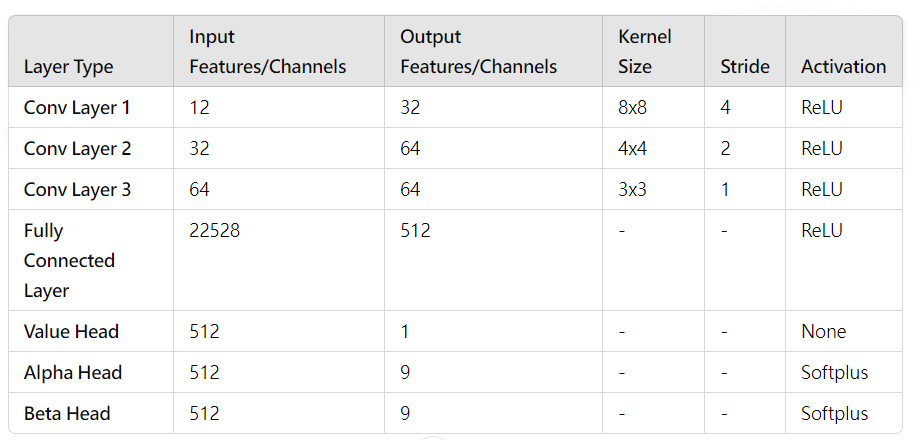 Layer Type Input Features/Channels Output Features/Channels Kernel Size Stride Activation
Conv Layer 1 12 32 8x8 4 ReLU
Conv Layer 2 32 64 4x4 2 ReLU
Conv Layer 3 64 64 3x3 1 ReLU
Fully Connected Layer 22528 512 - - ReLU
Value Head 512 1 - - None
Alpha Head 512 9 - - Softplus
Beta Head 512 9 - - Softplus